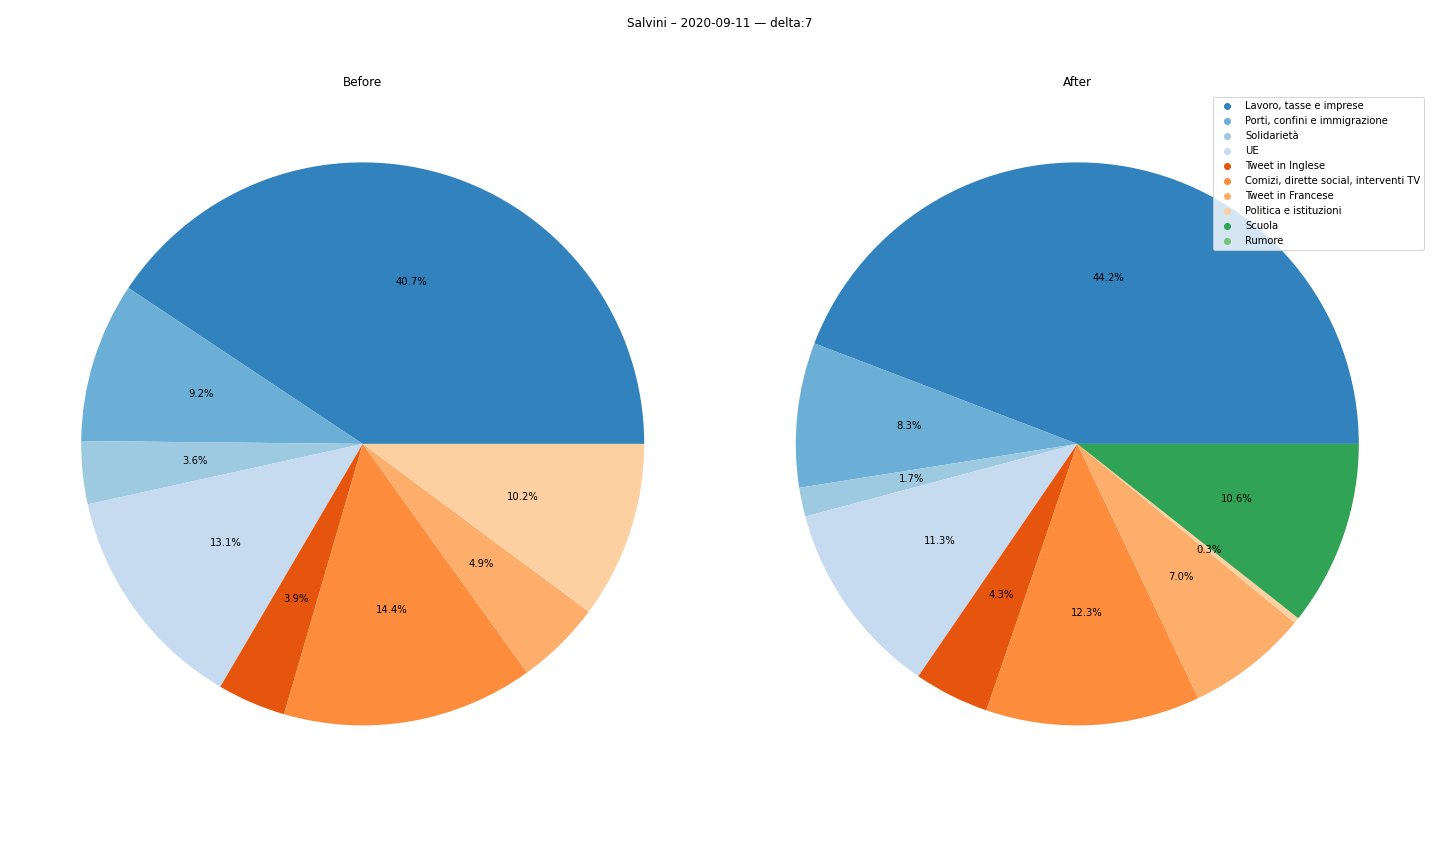 Salvini – 2020-09-11 — delta:7
Before
40.7%
9.2%
3.6%
13.1%
3.9%
14.4%
4.9%
10.2%
After
44.2%
8.3%
1.7%
11.3%
4.3%
12.3%
7.0%
0.3%
10.6%
Lavoro, tasse e imprese
Porti, confini e immigrazione
Solidarietà
UE
Tweet in Inglese
Comizi, dirette social, interventi TV
Tweet in Francese
Politica e istituzioni
Scuola
Rumore